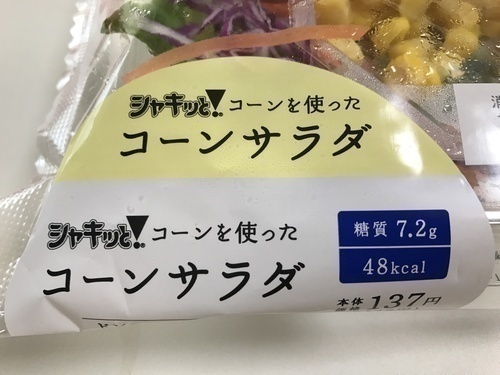 シャキッと!コーンを使った
コーンサラダ
シャキッと!コーンを使った
コーンサラダ
糖質 7.2g
48kcal
本体価格 137円